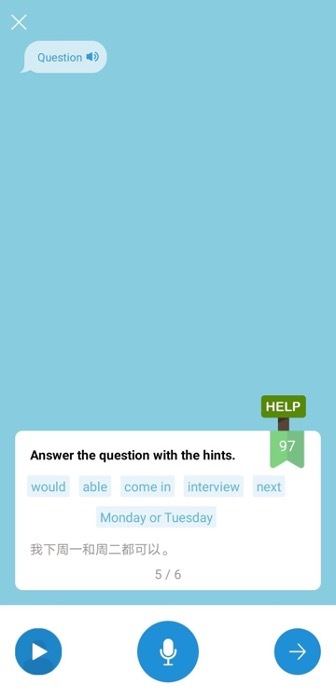 Question
HELP
97
Answer the question with the hints.
would able come in interview next
Monday or Tuesday
我下周一和周二都可以。
5 / 6